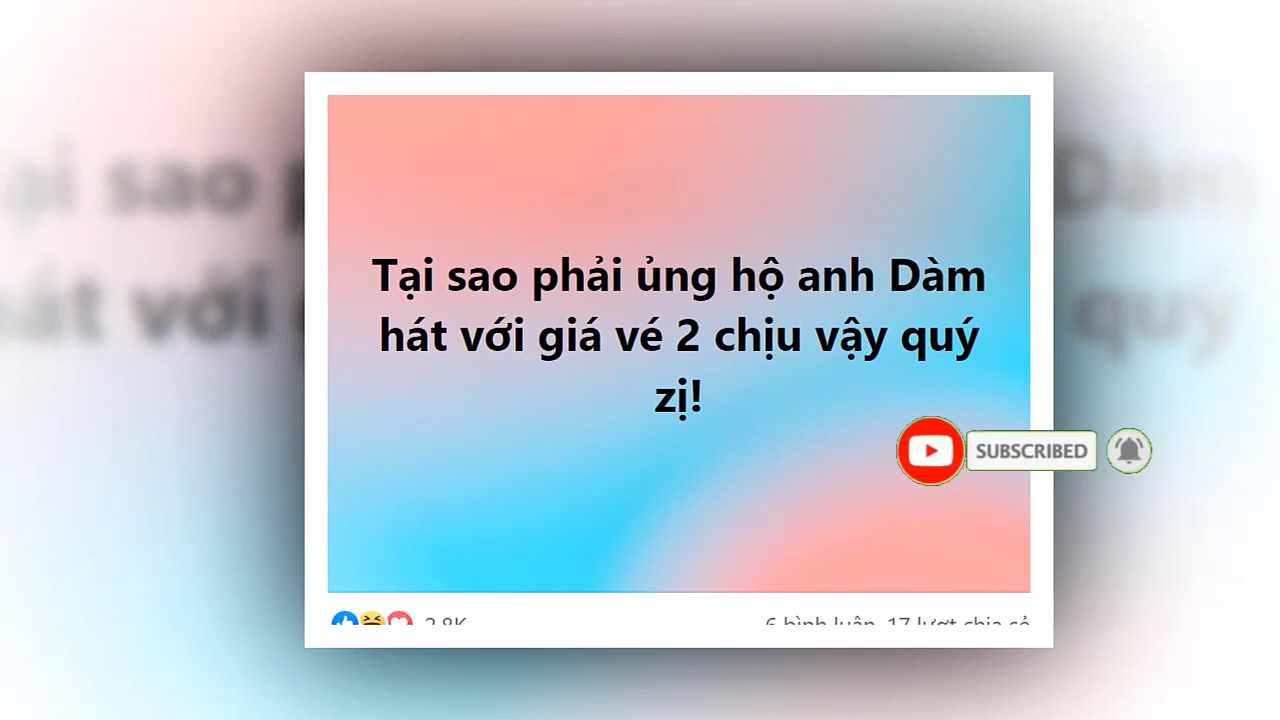 Tại sao phải ủng hộ anh Dàm
hát với giá vé 2 chịu vậy quý
zị!
SUBSCRIBED
2.8K
6 bình luận 17 lượt chia sẻ